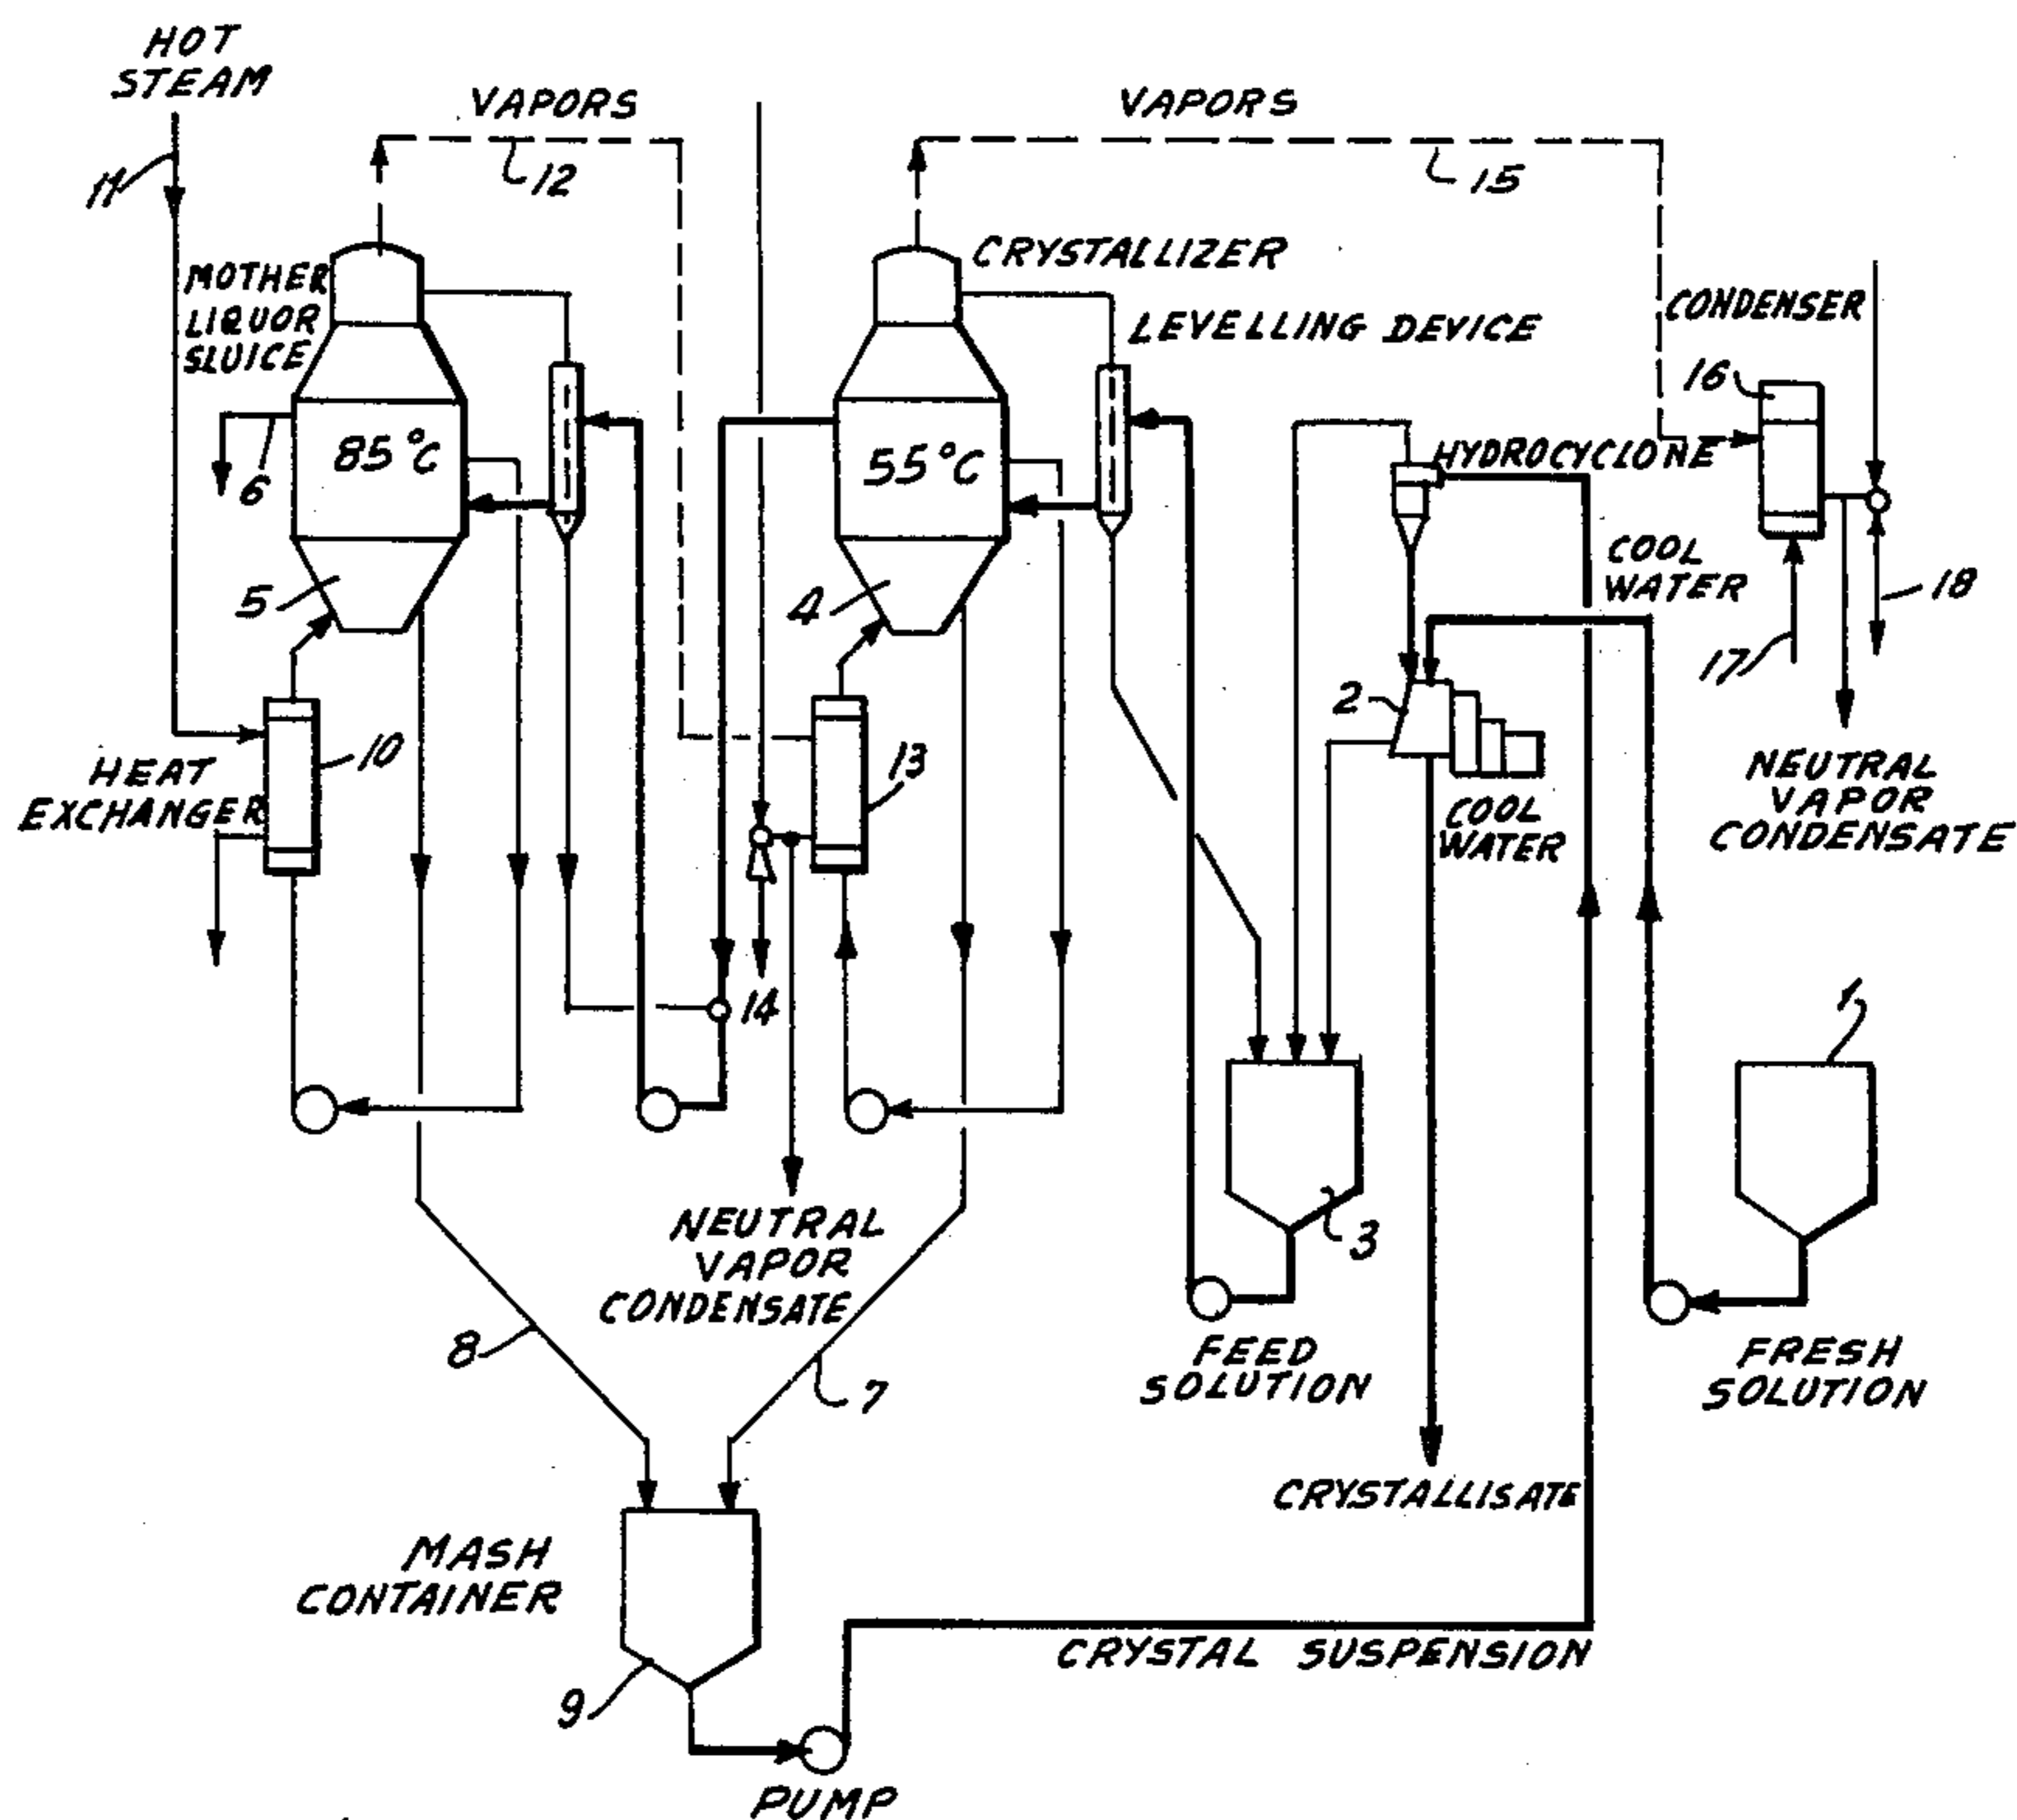 HOT
STEAM
VAPORS
VAPORS
11
12
15
CRYSTALLIZER
MOTHER
LIQUOR
SLUICE
LEVELLING DEVICE
CONDENSER
16
85°C
55°C
6
HYDROCYCLONE
COOL
WATER
5
4
18
17
2
10
13
HEAT
EXCHANGER
COOL
WATER
NEUTRAL
VAPOR
CONDENSATE
14
1
NEUTRAL
VAPOR
CONDENSATE
3
8
7
FEED
SOLUTION
FRESH
SOLUTION
CRYSTALLISATE
MASH
CONTAINER
CRYSTAL SUSPENSION
9
PUMP